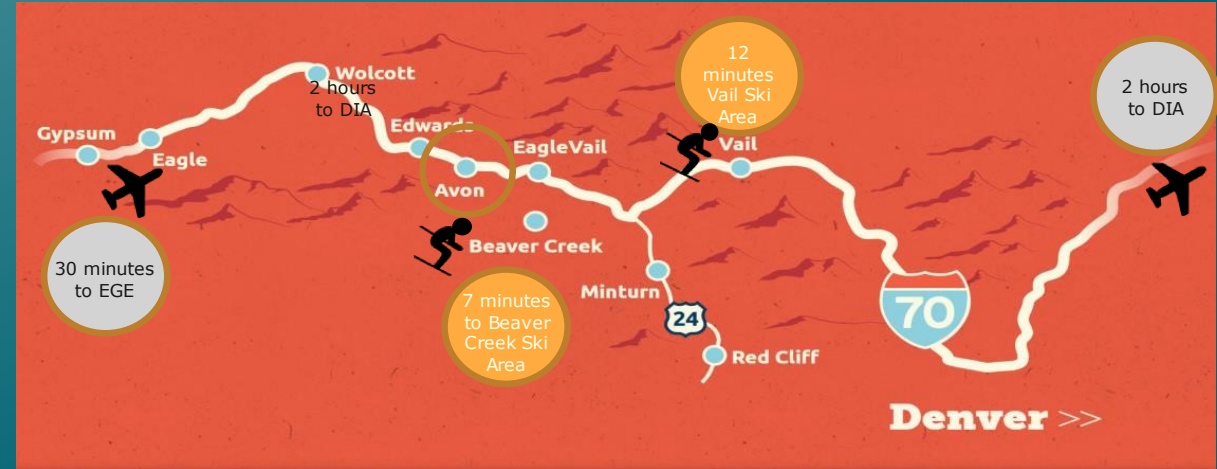 12
minutes
Vail Ski
Area
2 hours
to DIA
Wolcott
2 hours
to DIA
Gypsum
Eagle
Edwards
EagleVail
Vail
Avon
Beaver Creek
30 minutes
to EGE
7 minutes
to Beaver
Creek Ski
Area
Minturn
24
70
Red Cliff
Denver >>